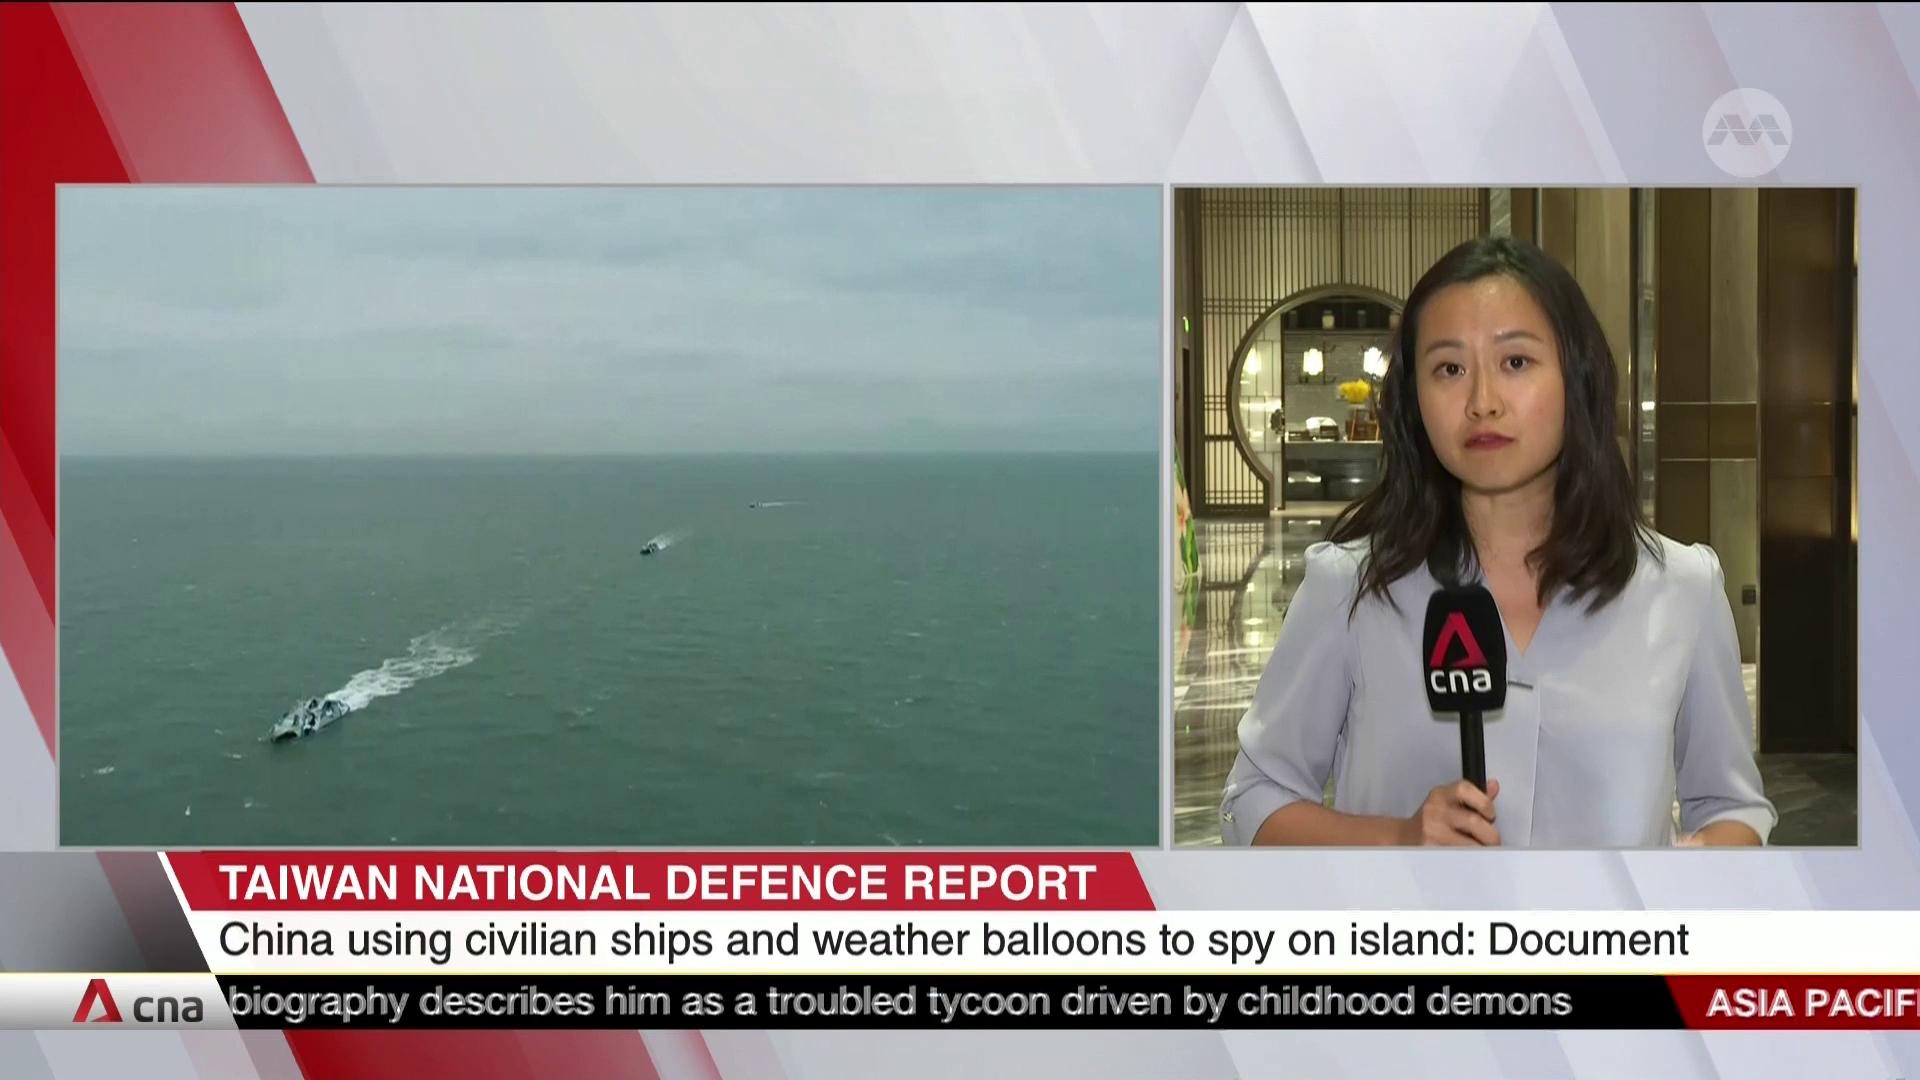 cna
TAIWAN NATIONAL DEFENCE REPORT
China using civilian ships and weather balloons to spy on island: Document
cna
biography describes him as a troubled tycoon driven by childhood demons
ASIA PACIF